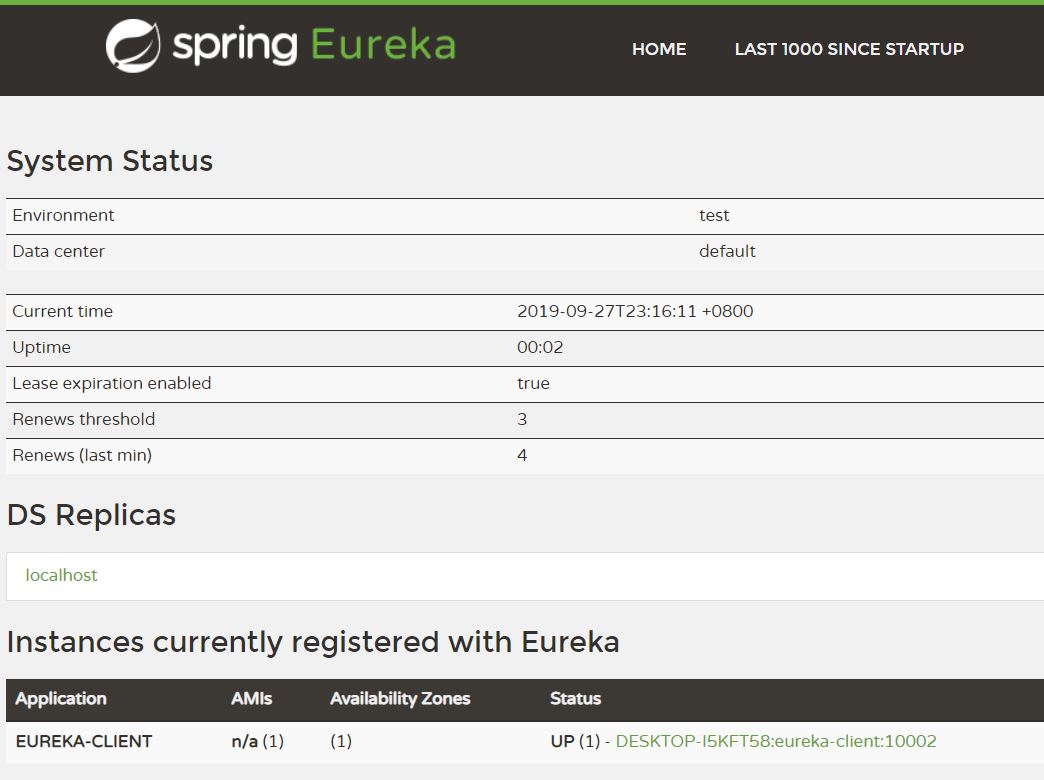 spring Eureka HOME LAST 1000 SINCE STARTUP
System Status
Environment test
Data center default
Current time 2019-09-27T23:16:11 +0800
Uptime 00:02
Lease expiration enabled true
Renews threshold 3
Renews (last min) 4
DS Replicas
localhost
Instances currently registered with Eureka
Application AMIs Availability Zones Status
EUREKA-CLIENT n/a (1) (1) UP (1) - DESKTOP-I5KFT58:eureka-client:10002